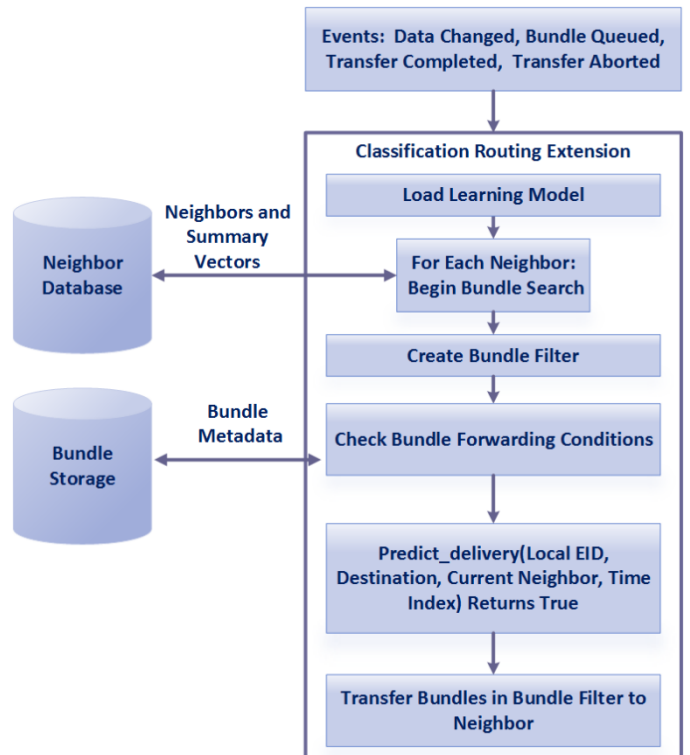 Events: Data Changed, Bundle Queued,
Transfer Completed, Transfer Aborted
Classification Routing Extension
Load Learning Model
Neighbors and
Summary
Vectors
Neighbor
Database
For Each Neighbor:
Begin Bundle Search
Create Bundle Filter
Bundle
Metadata
Bundle
Storage
Check Bundle Forwarding Conditions
Predict_delivery(Local EID,
Destination, Current Neighbor, Time
Index) Returns True
Transfer Bundles in Bundle Filter to
Neighbor